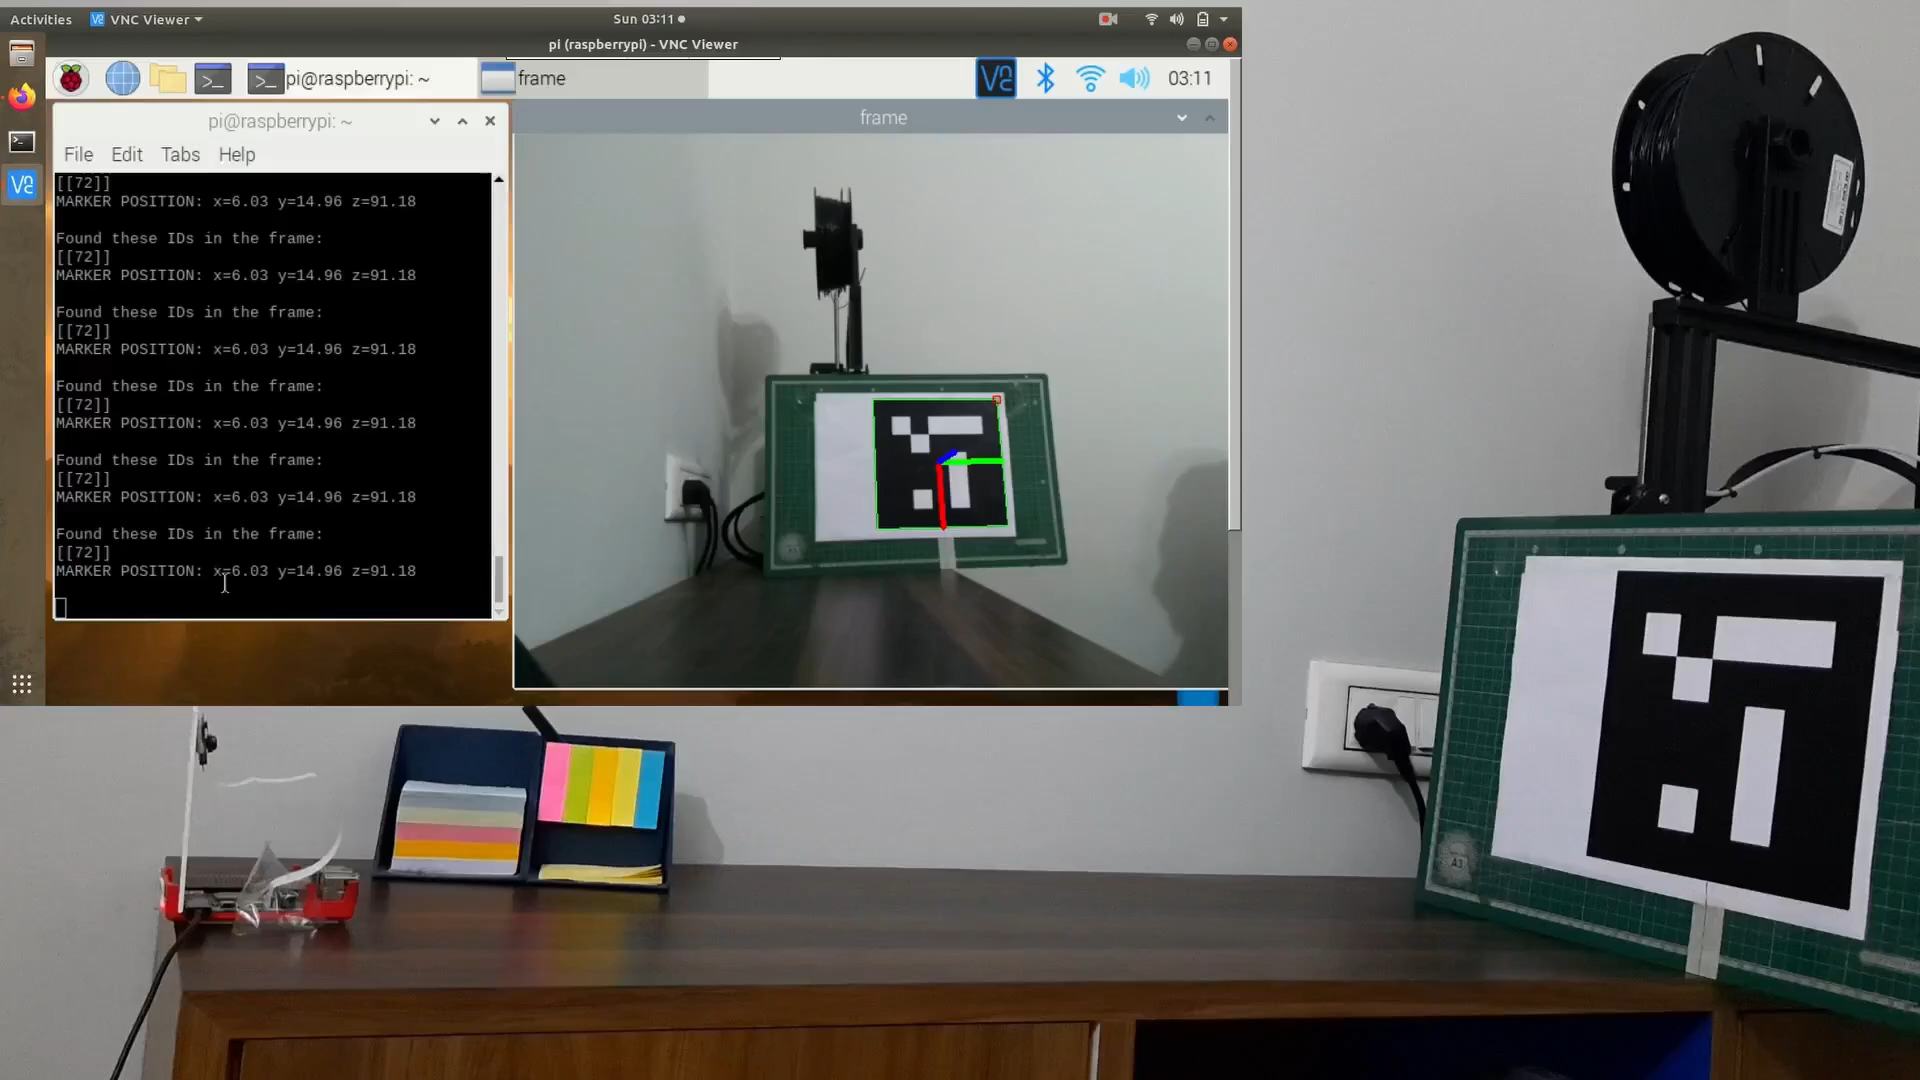 Activities VNC Viewer Sun 03:11
pi (raspberrypi) - VNC Viewer
pi@raspberrypi: ~ frame 03:11
pi@raspberrypi: ~
File Edit Tabs Help
[[72]]
MARKER POSITION: x=6.03 y=14.96 z=91.18
Found these IDs in the frame:
[[72]]
MARKER POSITION: x=6.03 y=14.96 z=91.18
Found these IDs in the frame:
[[72]]
MARKER POSITION: x=6.03 y=14.96 z=91.18
Found these IDs in the frame:
[[72]]
MARKER POSITION: x=6.03 y=14.96 z=91.18
Found these IDs in the frame:
[[72]]
MARKER POSITION: x=6.03 y=14.96 z=91.18
Found these IDs in the frame:
[[72]]
MARKER POSITION: x=6.03 y=14.96 z=91.18
frame
A3